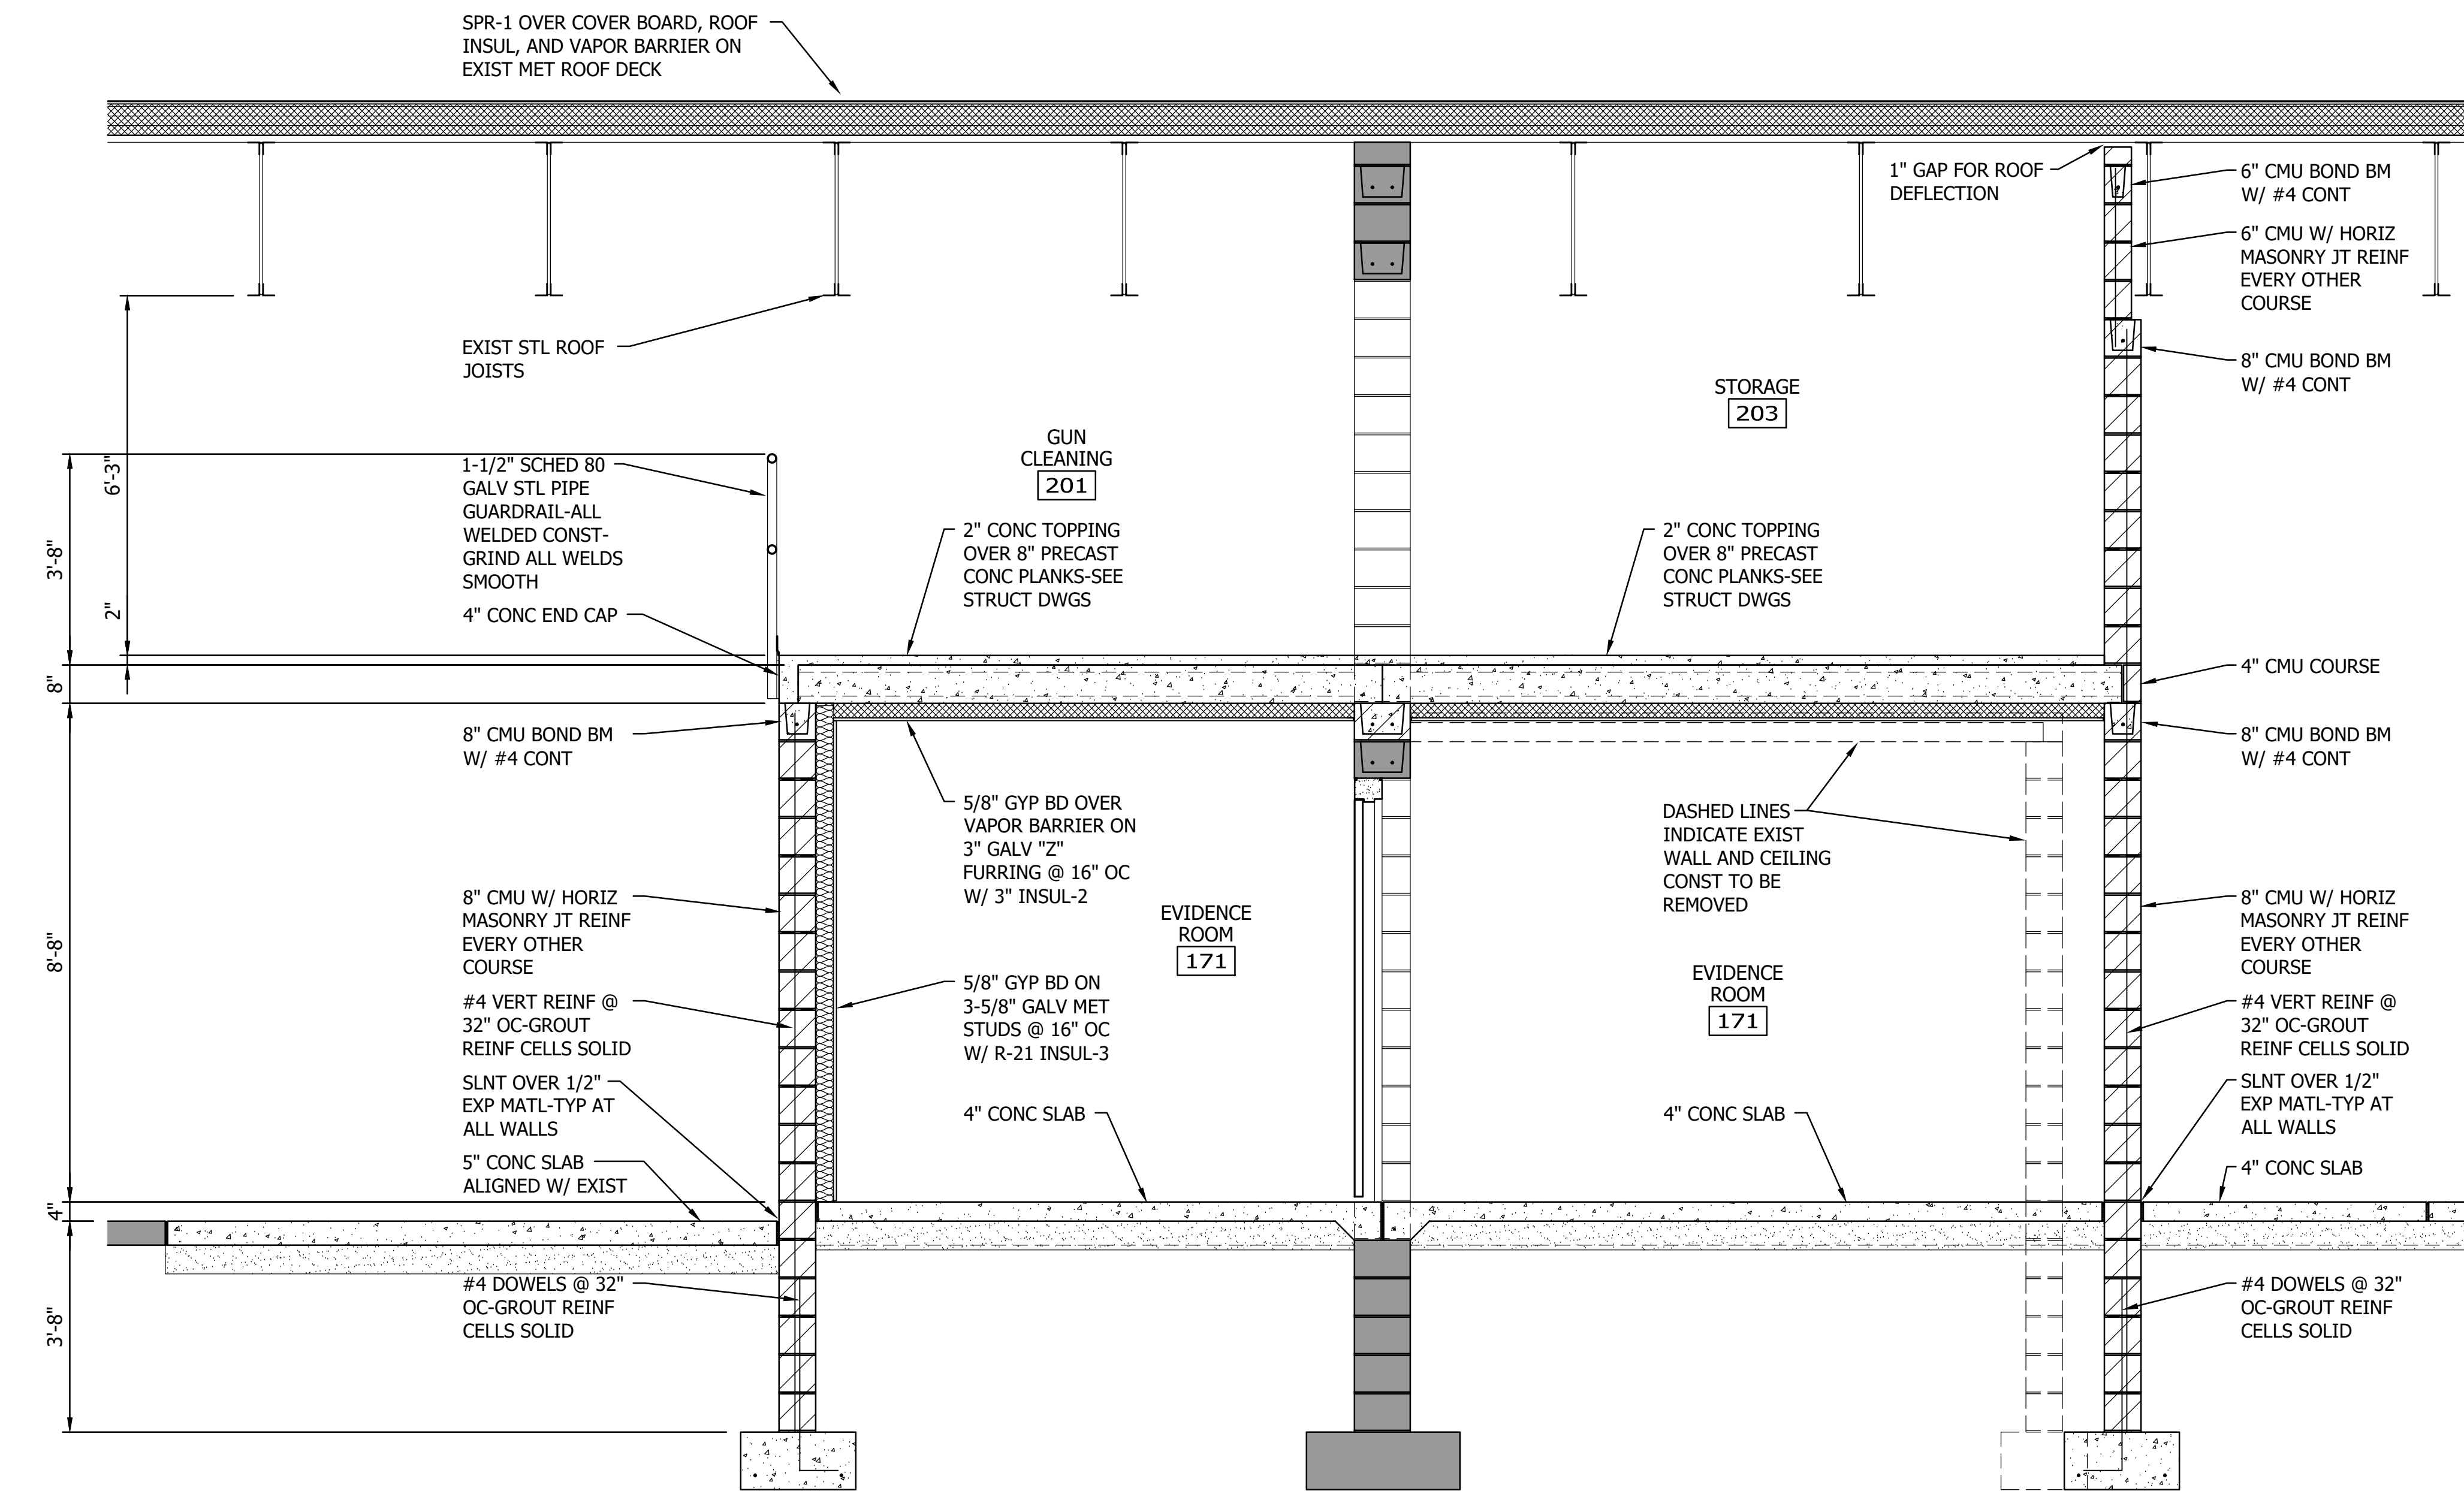 SPR-1 OVER COVER BOARD, ROOF
INSUL, AND VAPOR BARRIER ON
EXIST MET ROOF DECK
1" GAP FOR ROOF
DEFLECTION
6" CMU BOND BM
W/ #4 CONT
6" CMU W/ HORIZ
MASONRY JT REINF
EVERY OTHER
COURSE
8" CMU BOND BM
W/ #4 CONT
EXIST STL ROOF
JOISTS
STORAGE
203
GUN
CLEANING
201
6'-3"
3'-8"
2"
8"
1-1/2" SCHED 80
GALV STL PIPE
GUARDRAIL-ALL
WELDED CONST-
GRIND ALL WELDS
SMOOTH
4" CONC END CAP
2" CONC TOPPING
OVER 8" PRECAST
CONC PLANKS-SEE
STRUCT DWGS
2" CONC TOPPING
OVER 8" PRECAST
CONC PLANKS-SEE
STRUCT DWGS
4" CMU COURSE
8" CMU BOND BM
W/ #4 CONT
8" CMU BOND BM
W/ #4 CONT
5/8" GYP BD OVER
VAPOR BARRIER ON
3" GALV "Z"
FURRING @ 16" OC
W/ 3" INSUL-2
DASHED LINES
INDICATE EXIST
WALL AND CEILING
CONST TO BE
REMOVED
8'-8"
8" CMU W/ HORIZ
MASONRY JT REINF
EVERY OTHER
COURSE
EVIDENCE
ROOM
171
8" CMU W/ HORIZ
MASONRY JT REINF
EVERY OTHER
COURSE
#4 VERT REINF @
32" OC-GROUT
REINF CELLS SOLID
5/8" GYP BD ON
3-5/8" GALV MET
STUDS @ 16" OC
W/ R-21 INSUL-3
EVIDENCE
ROOM
171
#4 VERT REINF @
32" OC-GROUT
REINF CELLS SOLID
SLNT OVER 1/2"
EXP MATL-TYP AT
ALL WALLS
4" CONC SLAB
4" CONC SLAB
SLNT OVER 1/2"
EXP MATL-TYP AT
ALL WALLS
5" CONC SLAB
ALIGNED W/ EXIST
4" CONC SLAB
4"
3'-8"
#4 DOWELS @ 32"
OC-GROUT REINF
CELLS SOLID
#4 DOWELS @ 32"
OC-GROUT REINF
CELLS SOLID